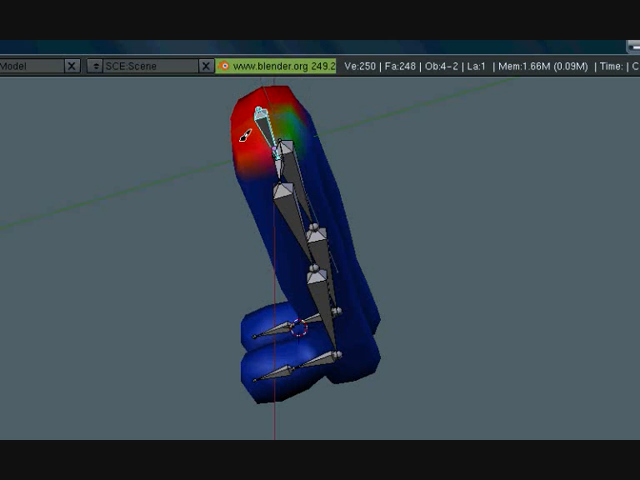 Model X SCE:Scene X www.blender.org 249.2 Ve:250 | Fa:248 | Ob:4-2 | La:1 | Mem:1.66M (0.09M) | Time: | C